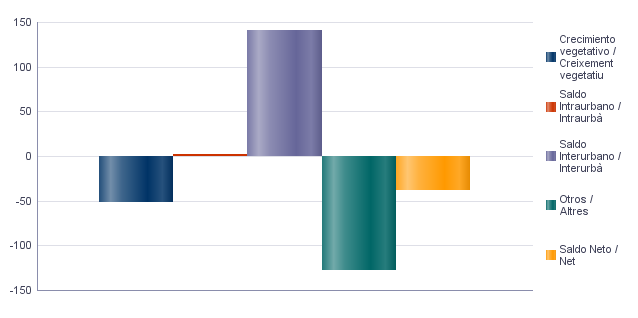 150
100
50
0
-50
-100
-150
Crecimiento
vegetativo /
Creixement
vegetatiu
Saldo
Intraurbano /
Intraurbà
Saldo
Interurbano /
Interurbà
Otros /
Altres
Saldo Neto /
Net